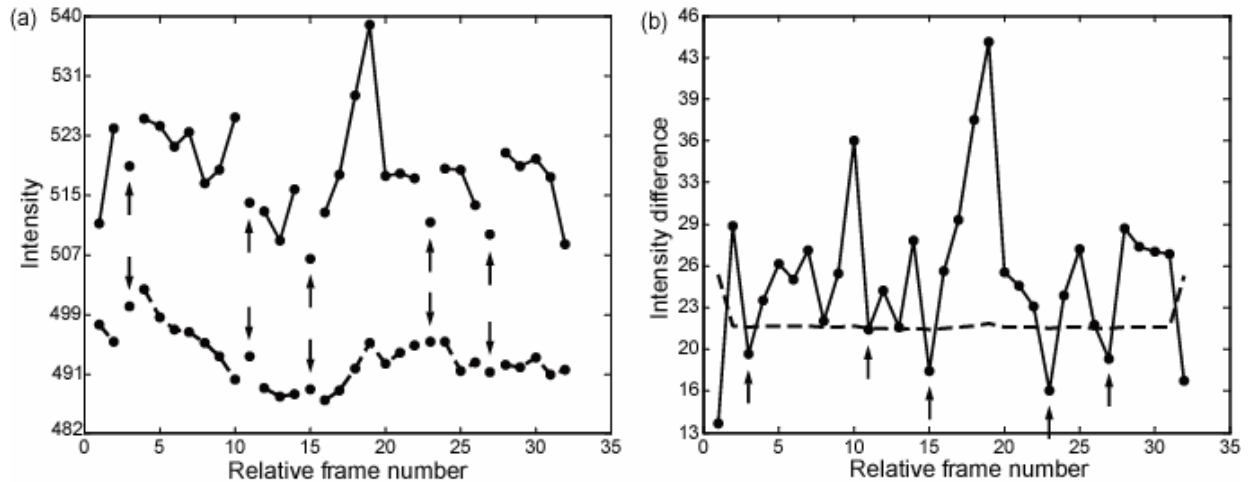 (a)
540
531
523
515
507
499
491
482
Intensity
0 5 10 15 20 25 30 35
Relative frame number
(b)
46
43
39
36
33
29
26
23
20
16
13
Intensity difference
0 5 10 15 20 25 30 35
Relative frame number